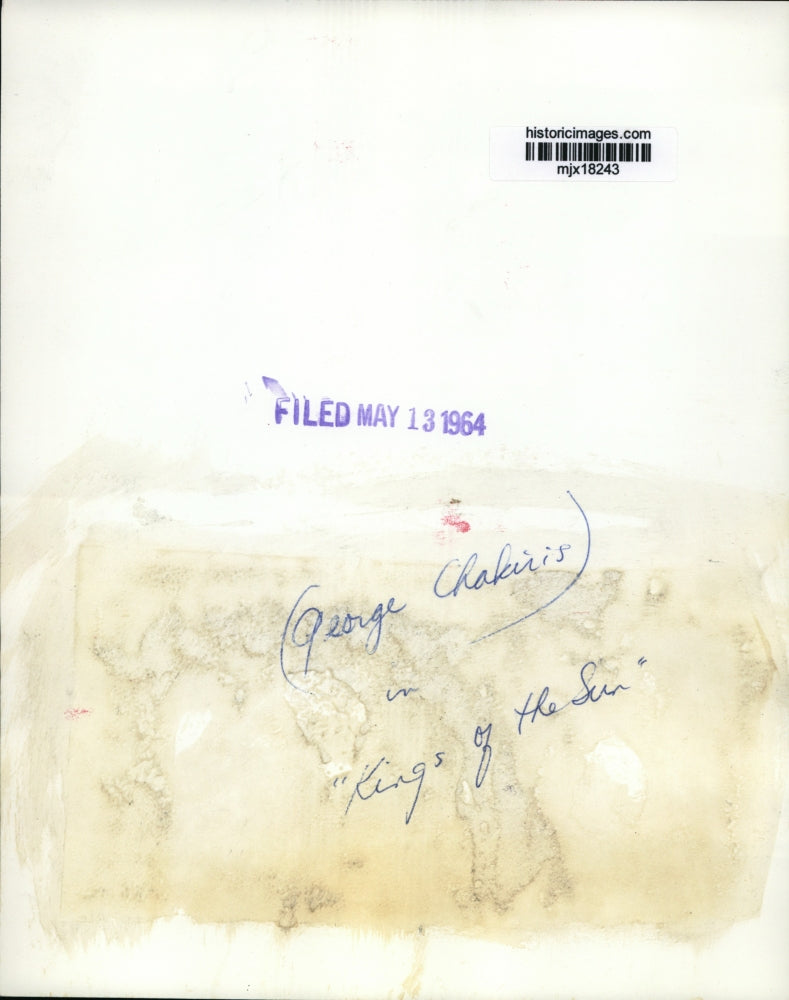 historicimages.com
mjx18243
FILED MAY 13 1964
(George Chakiris)
in
"Kings of the Sun"